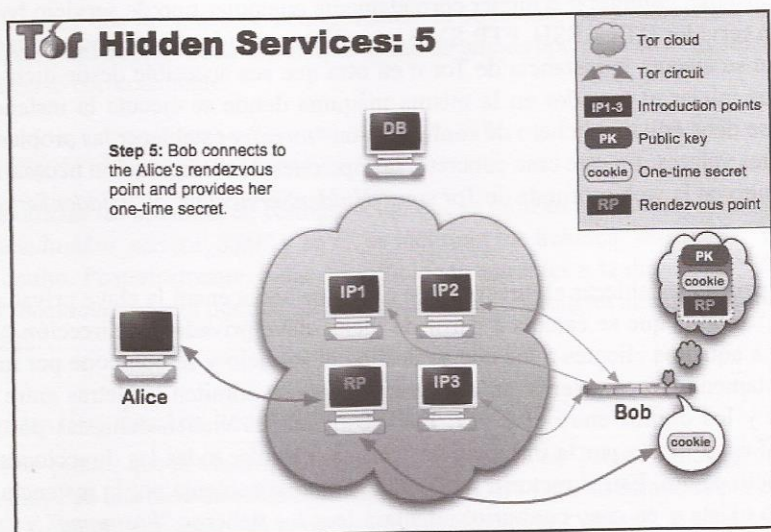 Tor Hidden Services: 5
Tor cloud
Tor circuit
IP1-3 Introduction points
PK Public key
cookie One-time secret
RP Rendezvous point
DB
Step 5: Bob connects to
the Alice's rendezvous
point and provides her
one-time secret.
PK
cookie
RP
IP1
IP2
Alice
RP
IP3
Bob
cookie